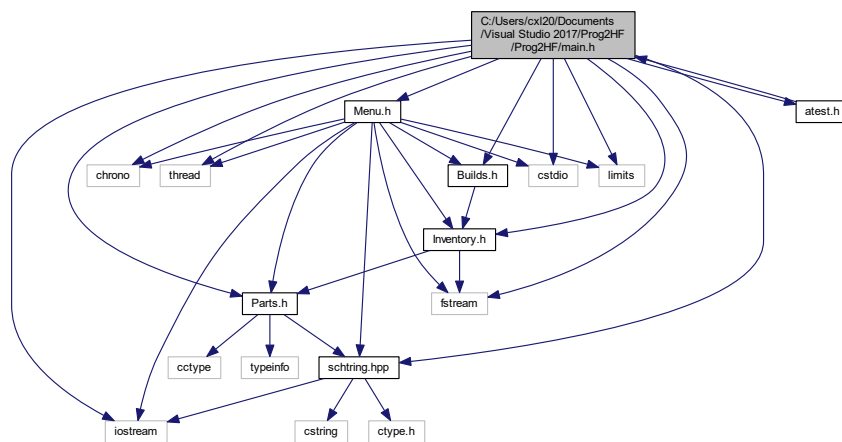 C:/Users/cxl20/Documents
/Visual Studio 2017/Prog2HF
/Prog2HF/main.h
Menu.h
atest.h
chrono
thread
Builds.h
cstdio
limits
Inventory.h
Parts.h
fstream
cctype
typeinfo
schtring.hpp
iostream
cstring
ctype.h